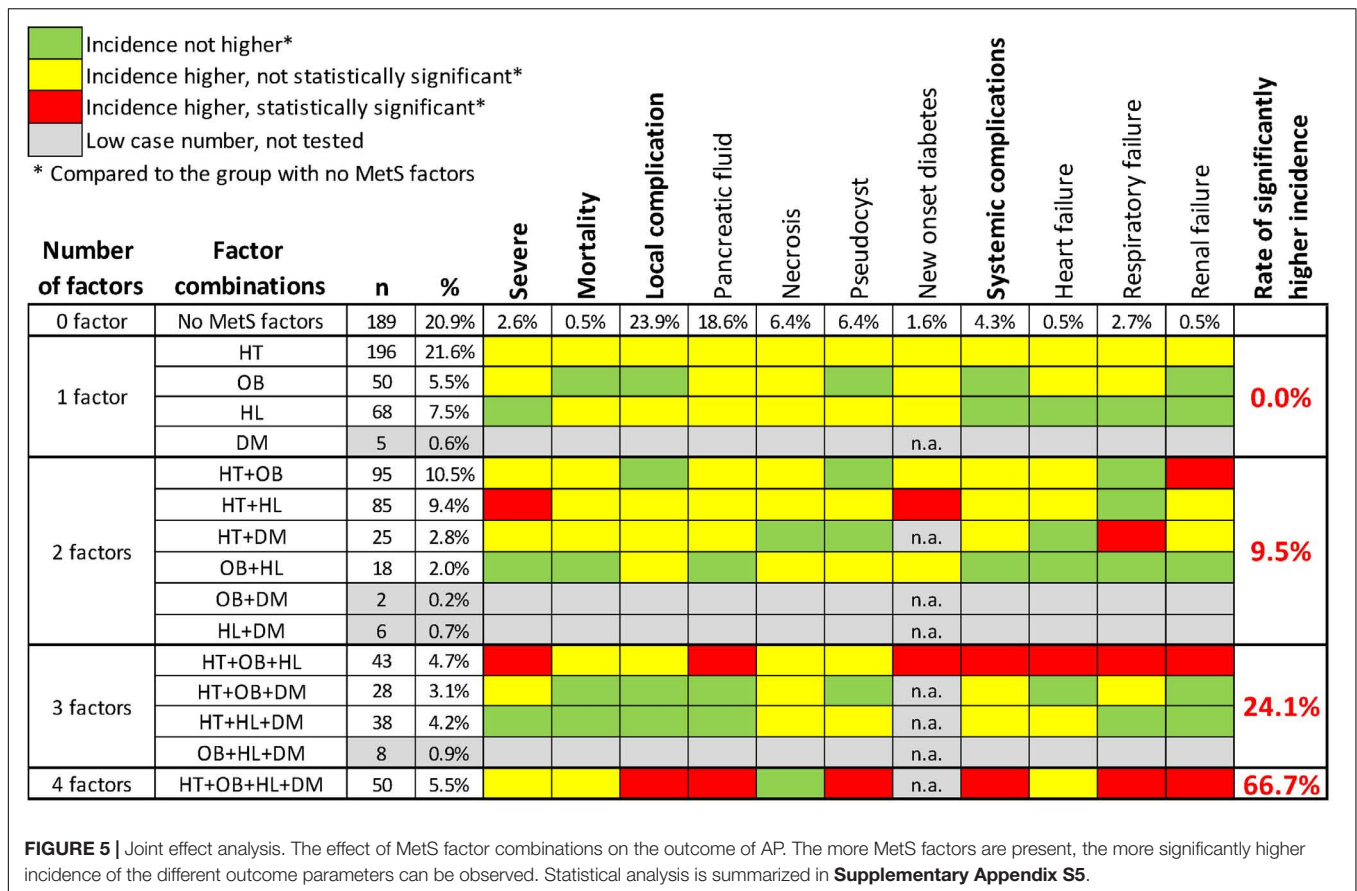 Incidence not higher*
Incidence higher, not statistically significant*
Incidence higher, statistically significant*
Low case number, not tested
* Compared to the group with no MetS factors
Number of factors | Factor combinations | n | % | Severe | Mortality | Local complication | Pancreatic fluid | Necrosis | Pseudocyst | New onset diabetes | Systemic complications | Heart failure | Respiratory failure | Renal failure | Rate of significantly higher incidence
0 factor | No MetS factors | 189 | 20.9% | 2.6% | 0.5% | 23.9% | 18.6% | 6.4% | 6.4% | 1.6% | 4.3% | 0.5% | 2.7% | 0.5%
1 factor | HT | 196 | 21.6% | 0.0%
OB | 50 | 5.5%
HL | 68 | 7.5%
DM | 5 | 0.6% | n.a.
2 factors | HT+OB | 95 | 10.5% | 9.5%
HT+HL | 85 | 9.4%
HT+DM | 25 | 2.8% | n.a.
OB+HL | 18 | 2.0%
OB+DM | 2 | 0.2% | n.a.
HL+DM | 6 | 0.7% | n.a.
3 factors | HT+OB+HL | 43 | 4.7% | 24.1%
HT+OB+DM | 28 | 3.1% | n.a.
HT+HL+DM | 38 | 4.2% | n.a.
OB+HL+DM | 8 | 0.9% | n.a.
4 factors | HT+OB+HL+DM | 50 | 5.5% | n.a. | 66.7%
FIGURE 5 | Joint effect analysis. The effect of MetS factor combinations on the outcome of AP. The more MetS factors are present, the more significantly higher
incidence of the different outcome parameters can be observed. Statistical analysis is summarized in Supplementary Appendix S5.